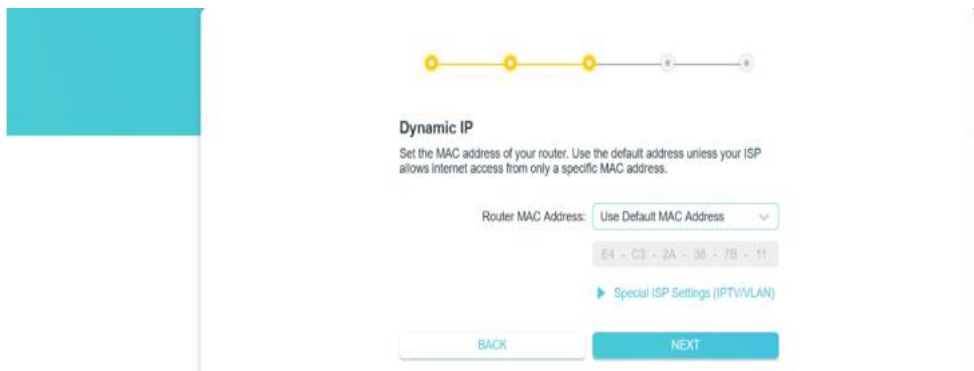 Dynamic IP
Set the MAC address of your router. Use the default address unless your ISP
allows internet access from only a specific MAC address.
Router MAC Address: Use Default MAC Address
E4 - C3 - 2A - 38 - 7B - 11
Special ISP Settings (IPTV/VLAN)
BACK NEXT